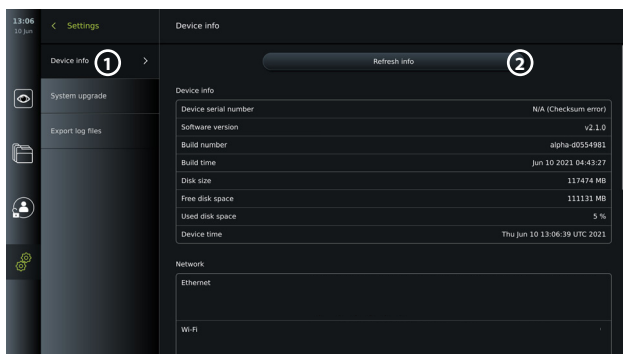 13:06
10 Jun
Settings
Device info
Device info
1
System upgrade
Export log files
Refresh info
2
Device info
Device serial number N/A (Checksum error)
Software version v2.1.0
Build number alpha-d0554981
Build time Jun 10 2021 04:43:27
Disk size 117474 MB
Free disk space 111131 MB
Used disk space 5 %
Device time Thu Jun 10 13:06:39 UTC 2021
Network
Ethernet
Wi-Fi